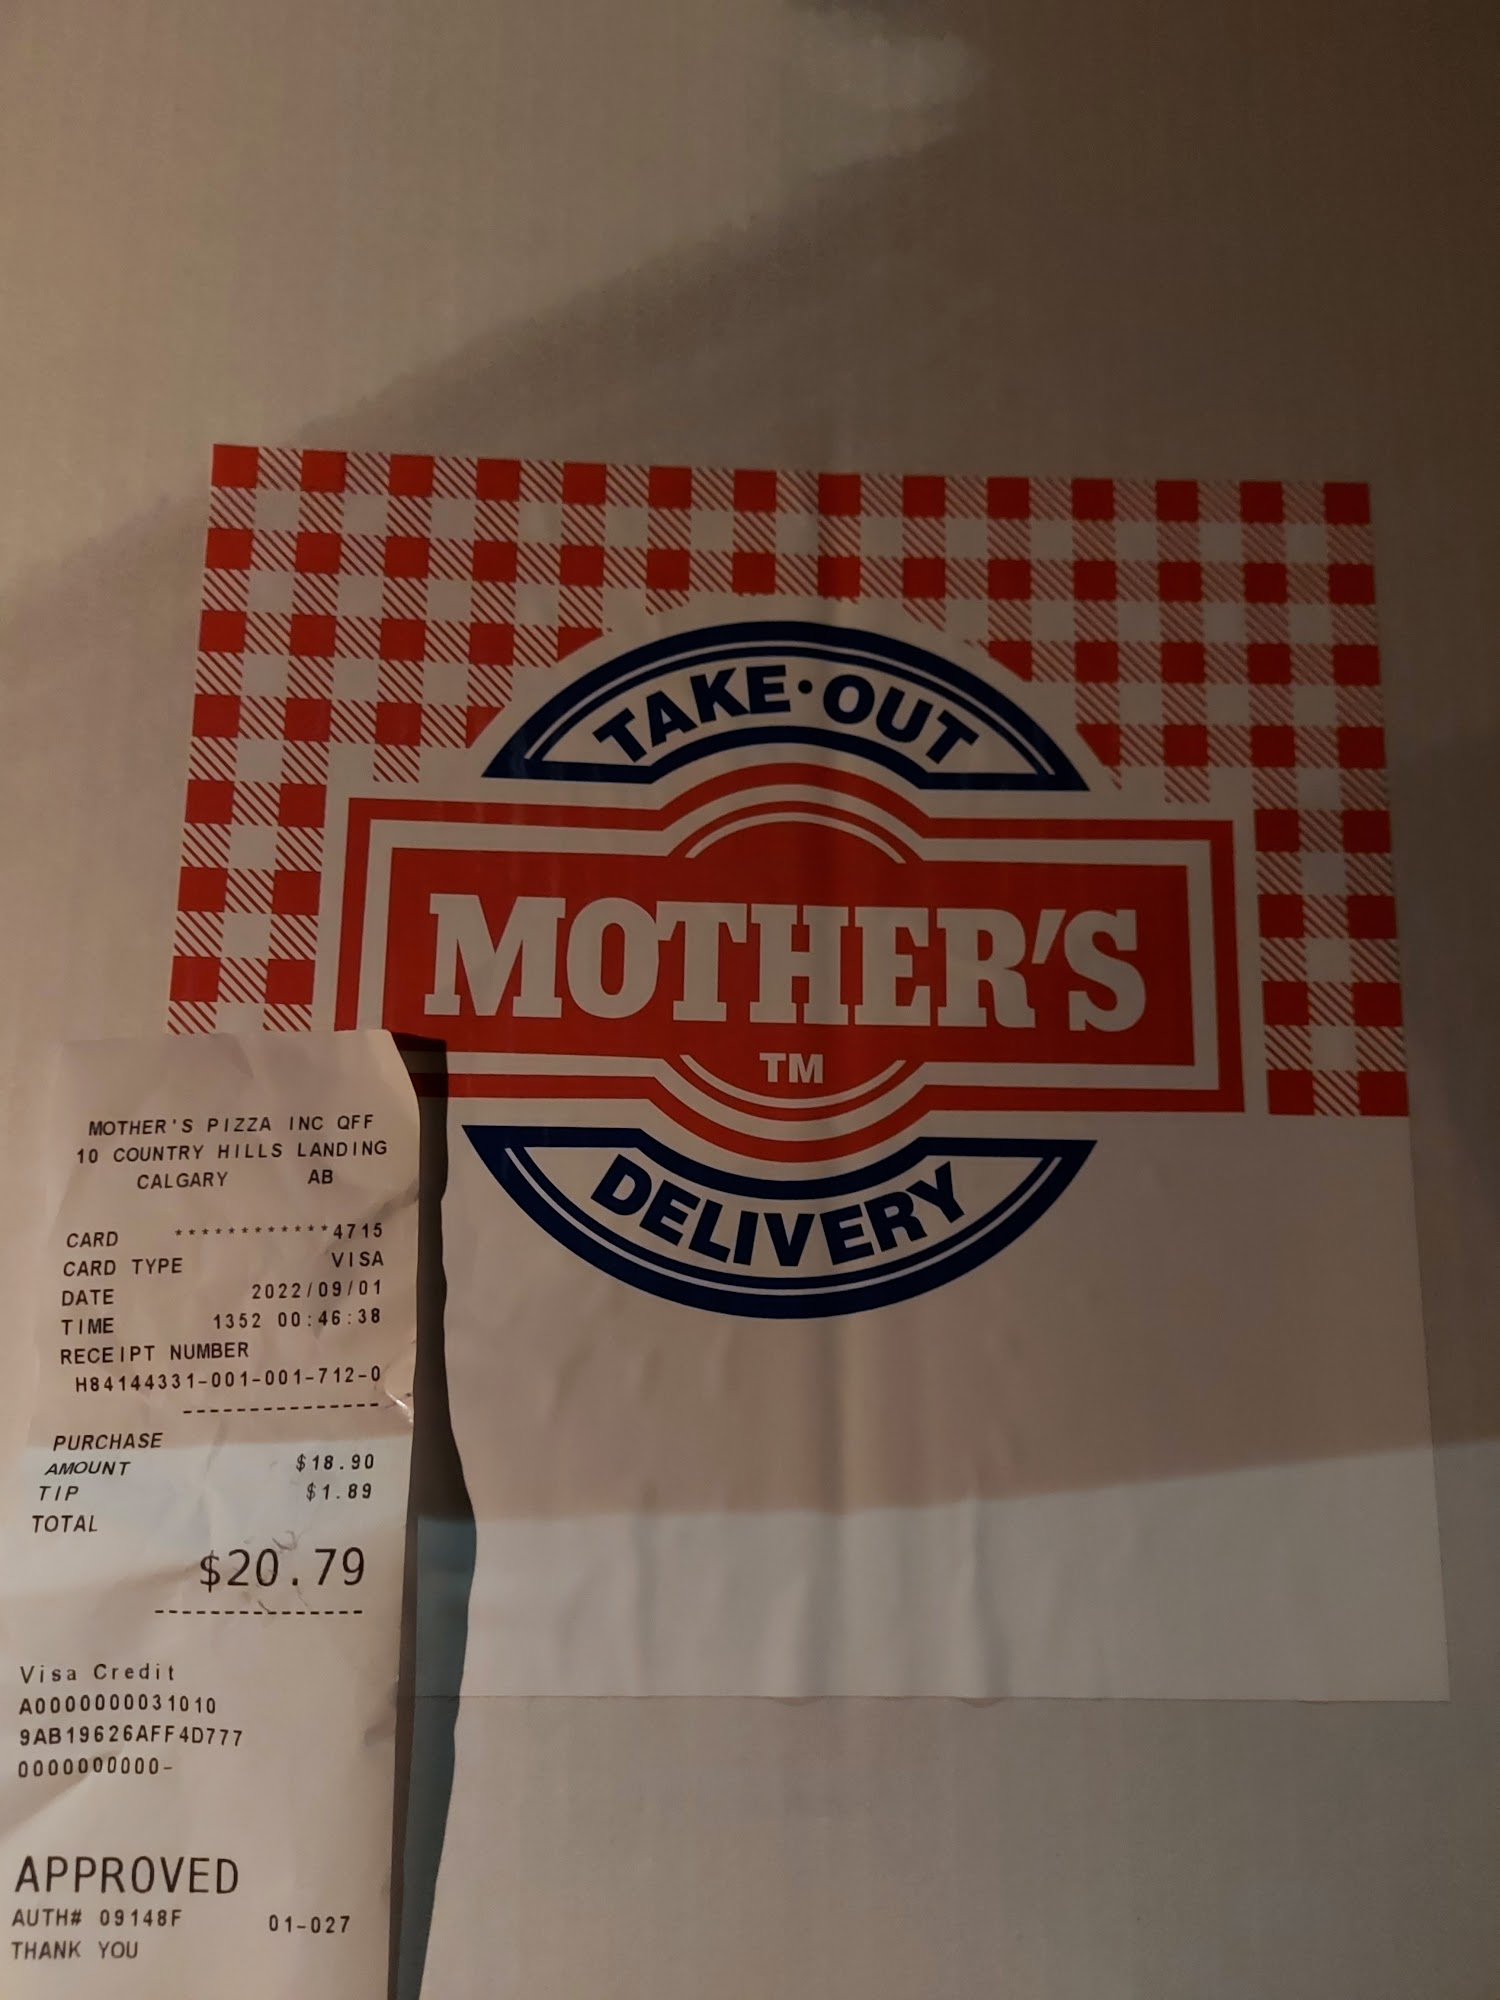 TAKE•OUT
MOTHER'S
TM
DELIVERY
MOTHER'S PIZZA INC QFF
10 COUNTRY HILLS LANDING
CALGARY AB
CARD ************4715
CARD TYPE VISA
DATE 2022/09/01
TIME 1352 00:46:38
RECEIPT NUMBER
H84144331-001-001-712-0
---------------
PURCHASE
AMOUNT $18.90
TIP $1.89
TOTAL
$20.79
---------------
Visa Credit
A0000000031010
9AB19626AFF4D777
0000000000-
APPROVED
AUTH# 09148F 01-027
THANK YOU